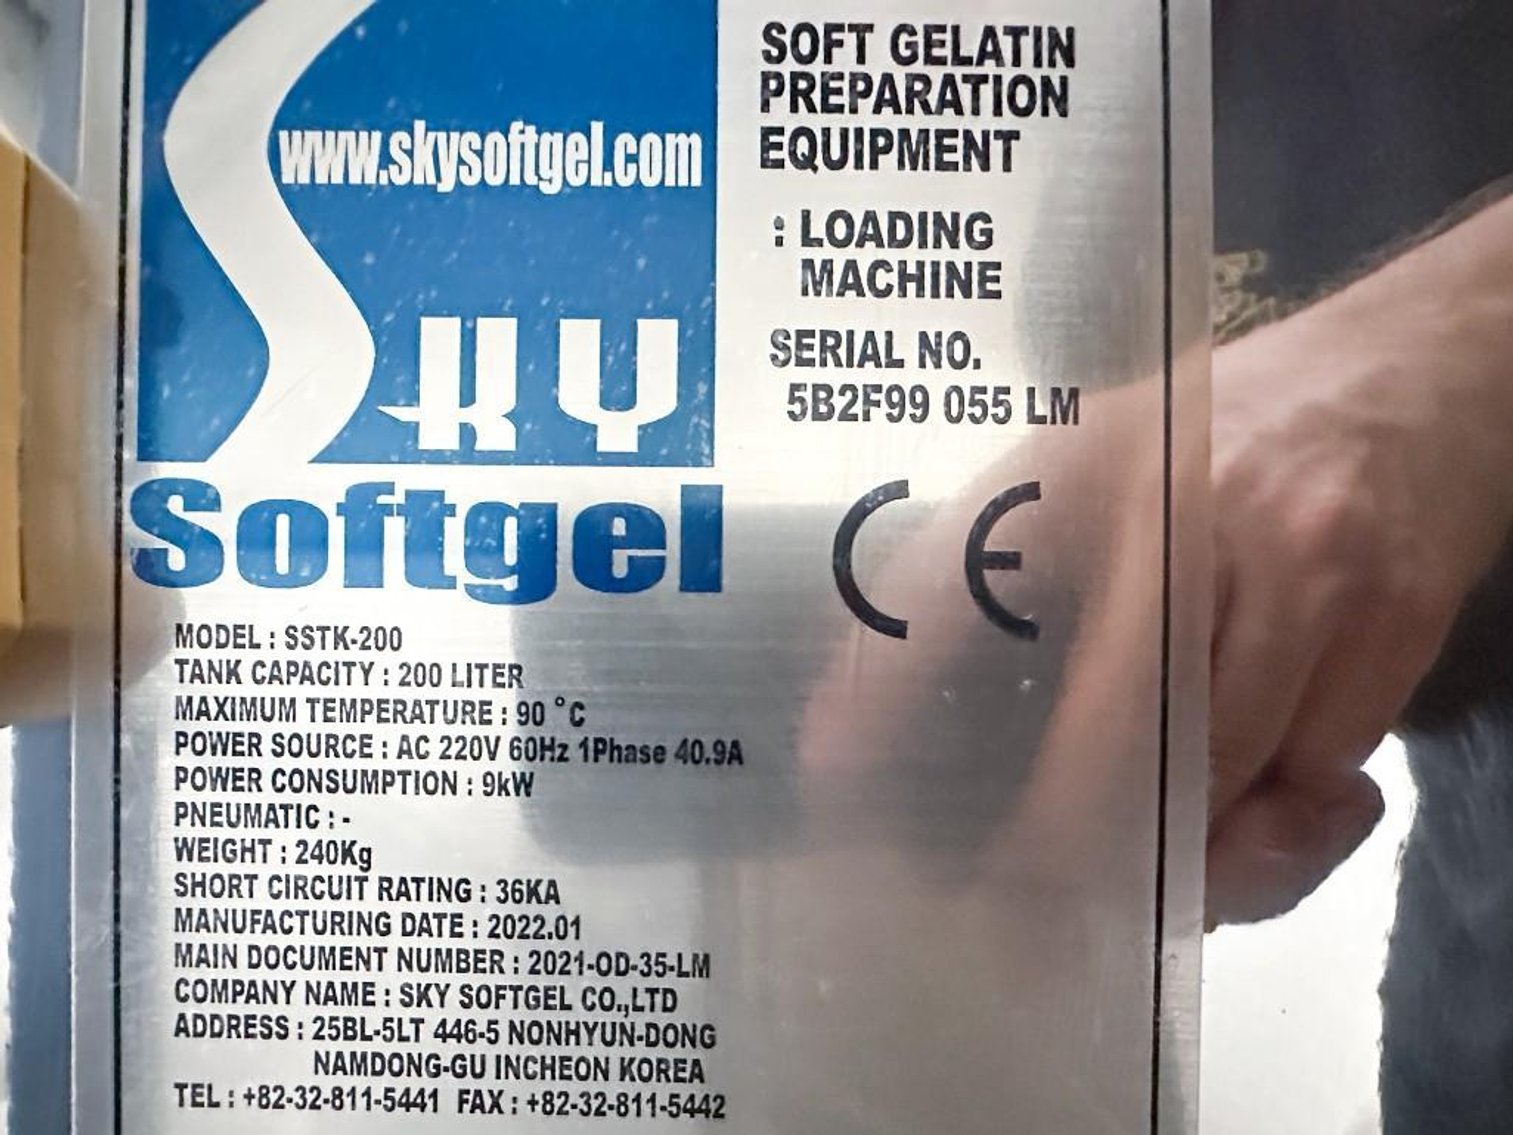 www.skysoftgel.com
SKY
Softgel
SOFT GELATIN
PREPARATION
EQUIPMENT
: LOADING
MACHINE
SERIAL NO.
5B2F99 055 LM
CE
MODEL : SSTK-200
TANK CAPACITY : 200 LITER
MAXIMUM TEMPERATURE : 90 °C
POWER SOURCE : AC 220V 60Hz 1Phase 40.9A
POWER CONSUMPTION : 9kW
PNEUMATIC : -
WEIGHT : 240Kg
SHORT CIRCUIT RATING : 36KA
MANUFACTURING DATE : 2022.01
MAIN DOCUMENT NUMBER : 2021-OD-35-LM
COMPANY NAME : SKY SOFTGEL CO.,LTD
ADDRESS : 25BL-5LT 446-5 NONHYUN-DONG
NAMDONG-GU INCHEON KOREA
TEL : +82-32-811-5441 FAX : +82-32-811-5442